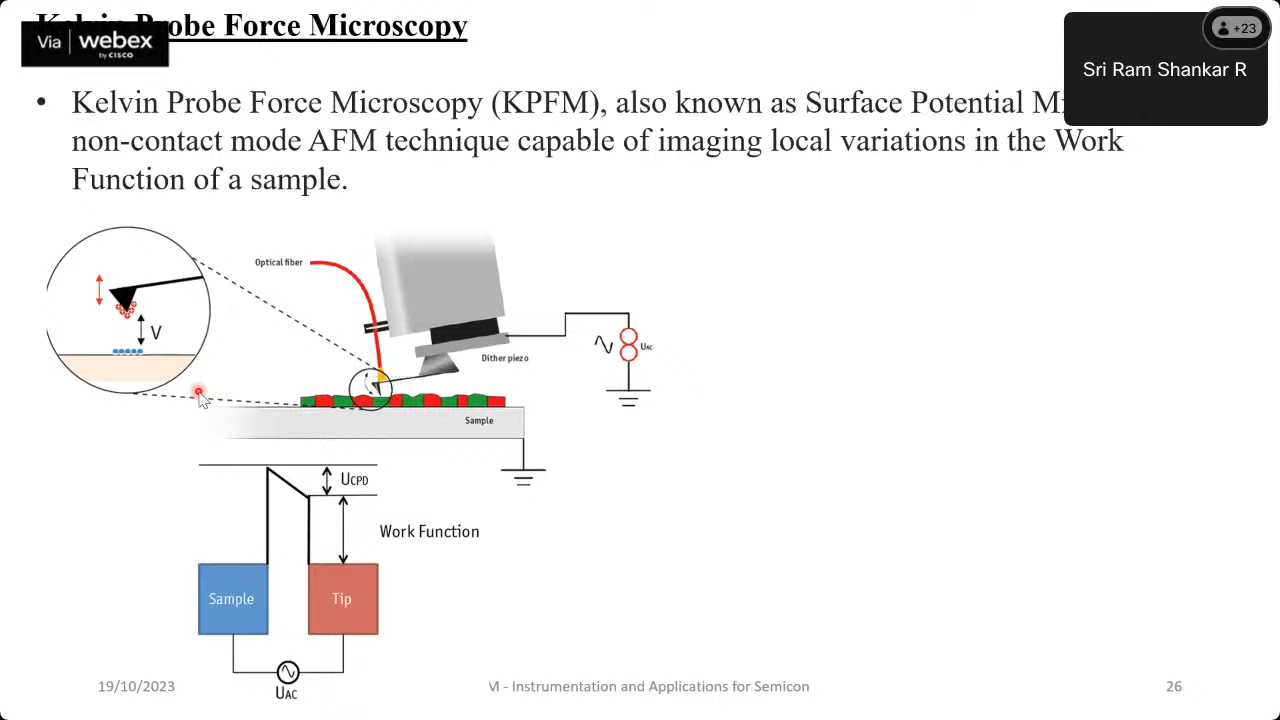 Probe Force Microscopy
Via webex
by CISCO
+23
Sri Ram Shankar R
• Kelvin Probe Force Microscopy (KPFM), also known as Surface Potential
non-contact mode AFM technique capable of imaging local variations in the Work
Function of a sample.
Optical fiber
V
Dither piezo
UAC
Sample
UCPD
Work Function
Sample
Tip
UAC
19/10/2023
- Instrumentation and Applications for Semicon
26